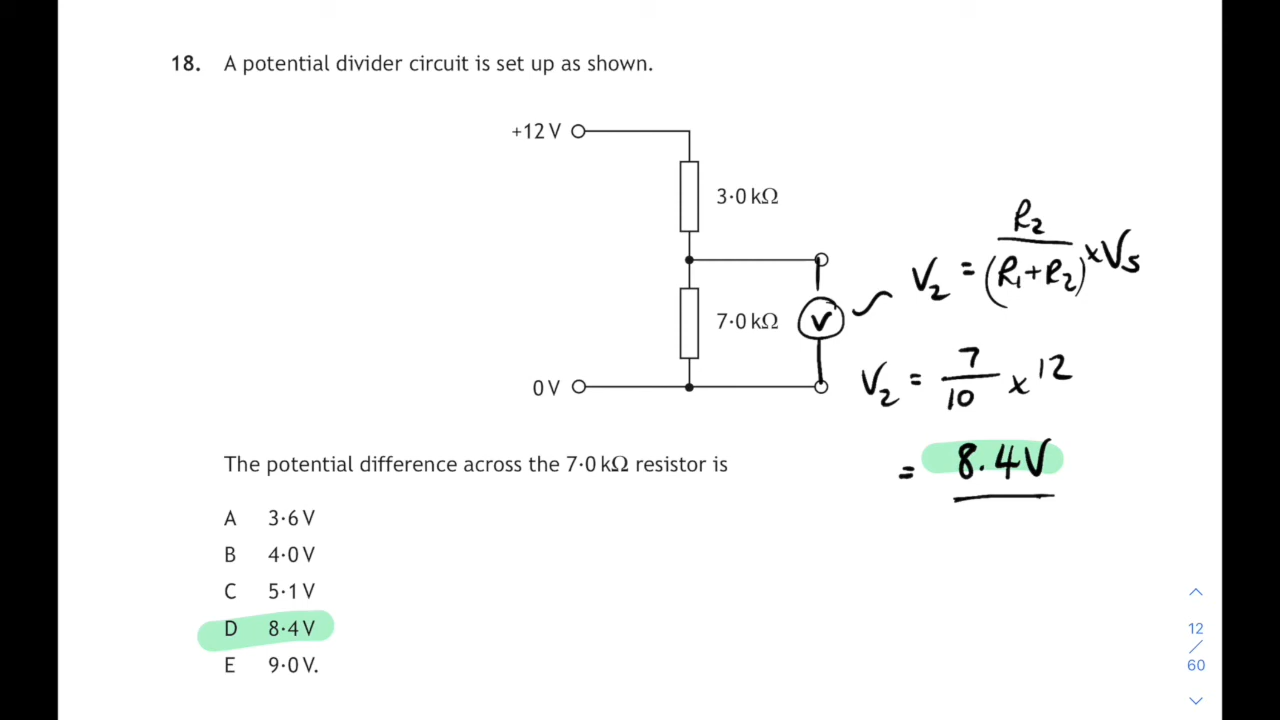 18. A potential divider circuit is set up as shown.
+12 V
3·0 kΩ
7·0 kΩ
V
0 V
V₂ = R₂ / (R₁ + R₂) × Vs
V₂ = 7 / 10 × 12
= 8.4V
The potential difference across the 7·0 kΩ resistor is
A 3·6 V
B 4·0 V
C 5·1 V
D 8·4 V
E 9·0 V.
12
/
60